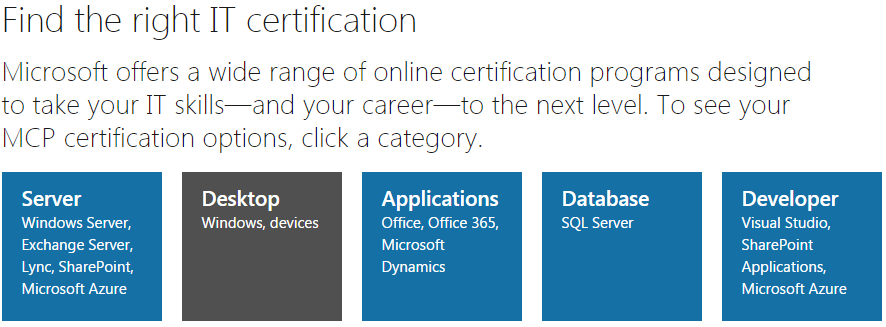 Find the right IT certification
Microsoft offers a wide range of online certification programs designed
to take your IT skills—and your career—to the next level. To see your
MCP certification options, click a category.
Server
Windows Server,
Exchange Server,
Lync, SharePoint,
Microsoft Azure
Desktop
Windows, devices
Applications
Office, Office 365,
Microsoft
Dynamics
Database
SQL Server
Developer
Visual Studio,
SharePoint
Applications,
Microsoft Azure